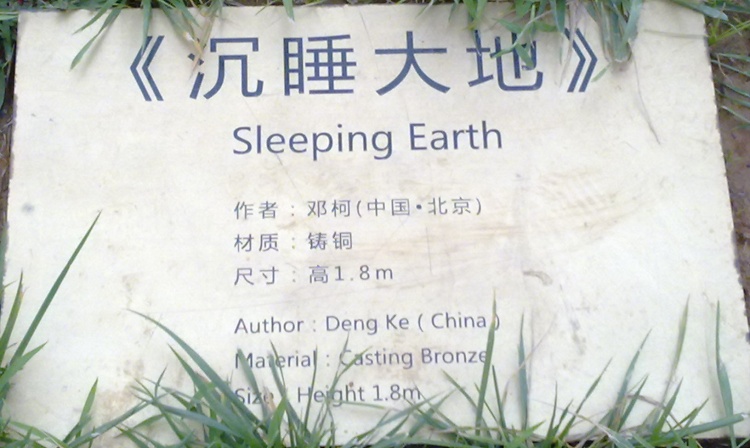 《沉睡大地》
Sleeping Earth
作者：邓柯(中国·北京)
材质：铸铜
尺寸：高1.8m
Author : Deng Ke ( China )
Material : Casting Bronze
Size : Height 1.8m